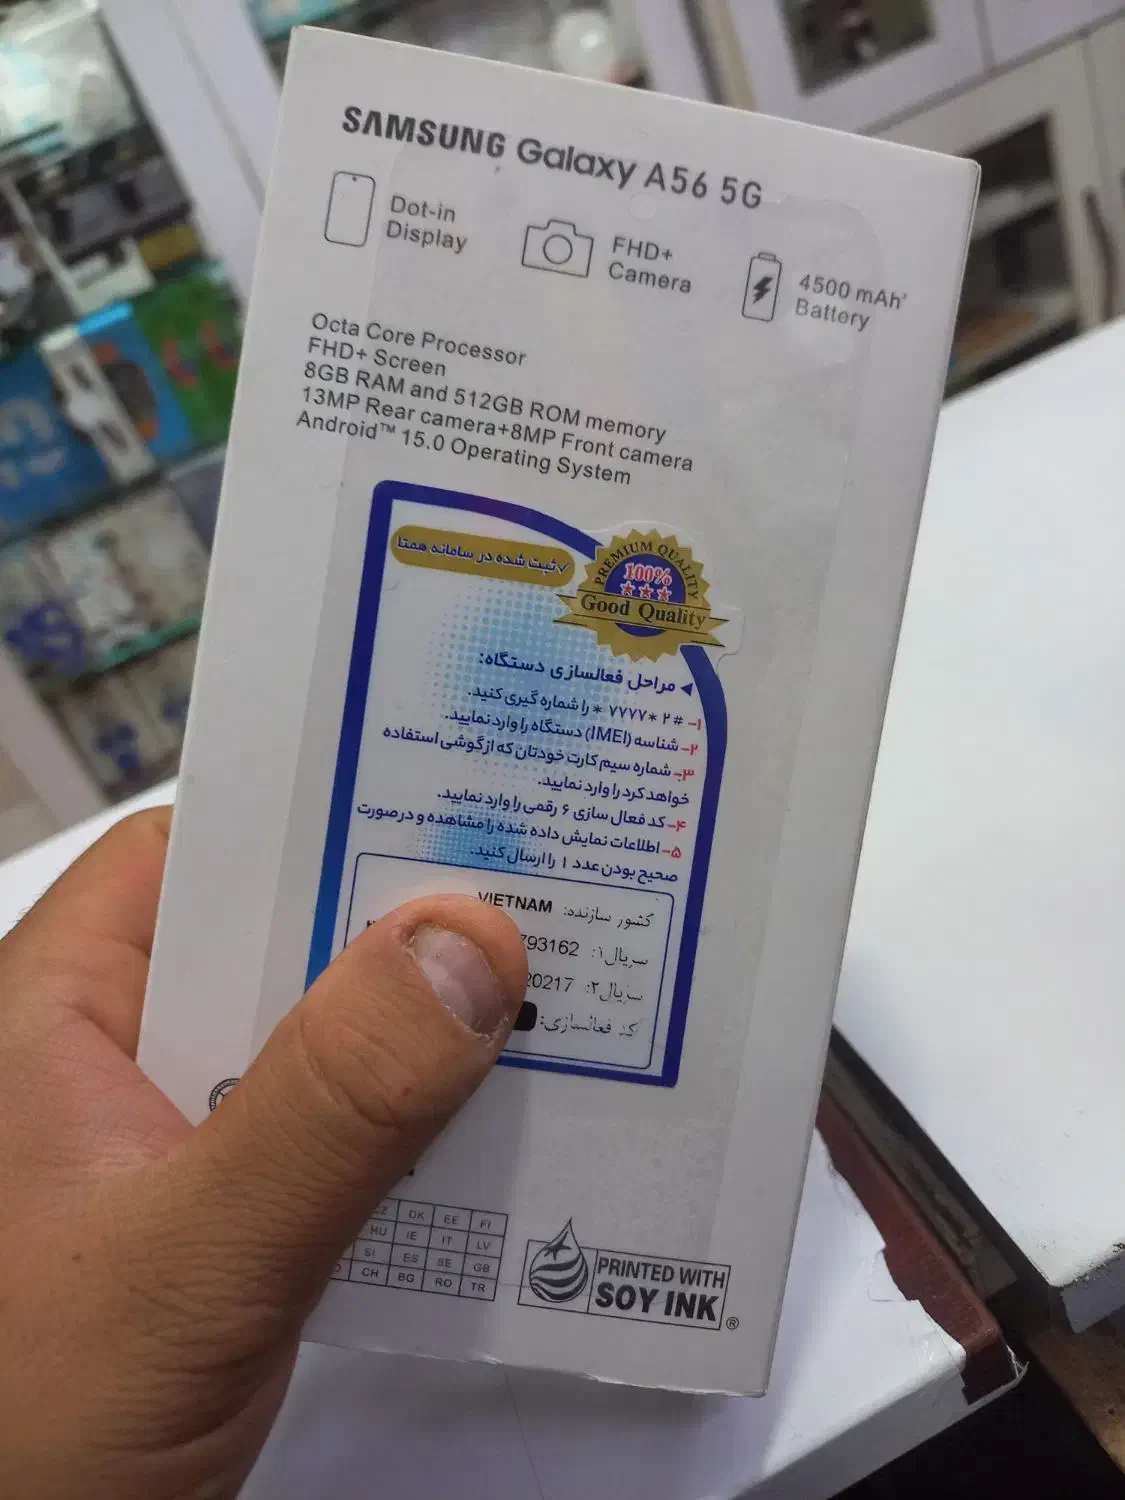 SAMSUNG Galaxy A56 5G
Dot-in
Display
FHD+
Camera
4500 mAh
Battery
Octa Core Processor
FHD+ Screen
8GB RAM and 512GB ROM memory
13MP Rear camera+8MP Front camera
Android™ 15.0 Operating System
✓ثبت شده در سامانه همتا
PREMIUM QUALITY
100%
Good Quality
◄ مراحل فعالسازی دستگاه:
۱- #۲*۷۷۷۷ * را شماره گیری کنید.
۲- شناسه (IMEI) دستگاه را وارد نمایید.
۳- شماره سیم کارت خودتان که از گوشی استفاده
خواهد کرد را وارد نمایید.
۴- کد فعال سازی ۶ رقمی را وارد نمایید.
۵- اطلاعات نمایش داده شده را مشاهده و درصورت
صحیح بودن عدد ۱ را ارسال کنید.
کشور سازنده: VIETNAM
سریال۱: 793162
سریال۲: 20217
کد فعالسازی:
CZ DK EE FI
HU IE IT LV
SI ES SE GB
CH BG RO TR
PRINTED WITH
SOY INK
®